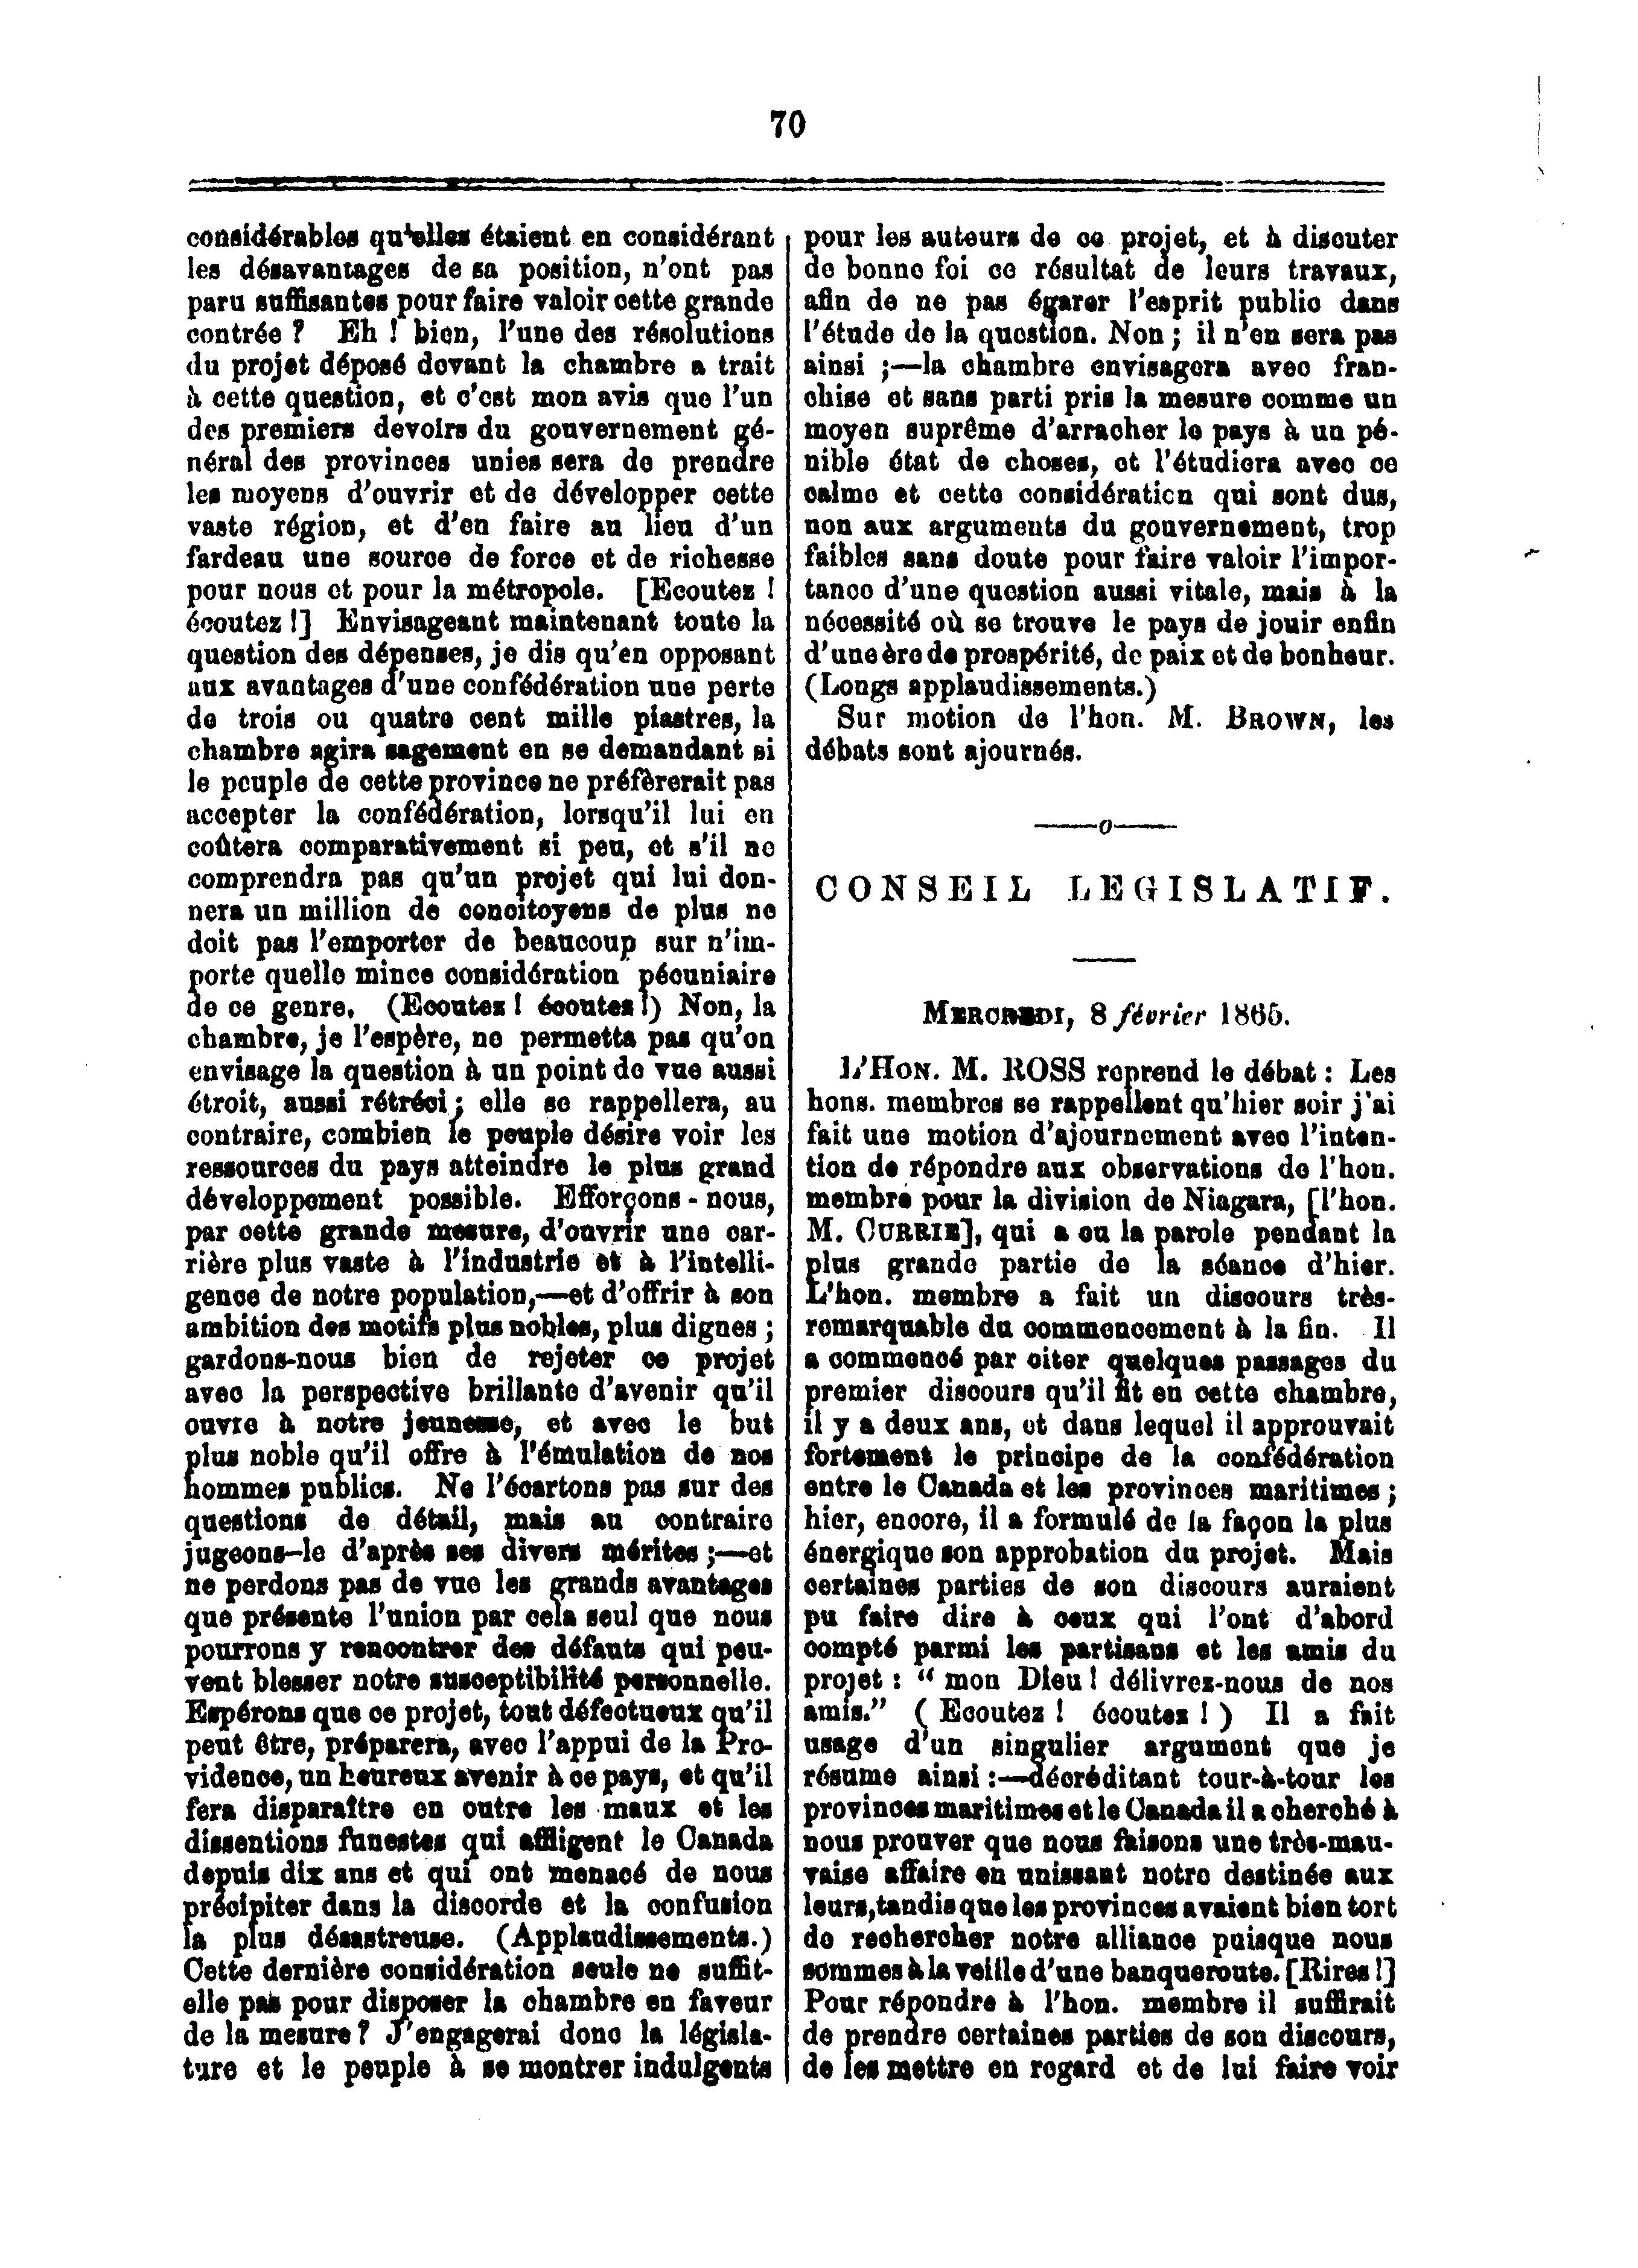 70
considérables qu'elles étaient en considérant
les désavantages de sa position, n'ont pas
paru suffisantes pour faire valoir cette grande
contrée ? Eh ! bien, l'une des résolutions
du projet déposé devant la chambre a trait
à cette question, et c'est mon avis que l'un
des premiers devoirs du gouvernement gé-
néral des provinces unies sera de prendre
les moyens d'ouvrir et de développer cette
vaste région, et d'en faire au lieu d'un
fardeau une source de force et de richesse
pour nous et pour la métropole. [Ecoutez !
écoutez !] Envisageant maintenant toute la
question des dépenses, je dis qu'en opposant
aux avantages d'une confédération une perte
de trois ou quatre cent mille piastres, la
chambre agira sagement en se demandant si
le peuple de cette province ne préfèrerait pas
accepter la confédération, lorsqu'il lui en
coûtera comparativement si peu, et s'il ne
comprendra pas qu'un projet qui lui don-
nera un million de concitoyens de plus ne
doit pas l'emporter de beaucoup sur n'im-
porte quelle mince considération pécuniaire
de ce genre. (Ecoutez ! écoutez !) Non, la
chambre, je l'espère, ne permetta pas qu'on
envisage la question à un point de vue aussi
étroit, aussi rétréci ; elle se rappellera, au
contraire, combien le peuple désire voir les
ressources du pays atteindre le plus grand
développement possible. Efforçons-nous,
par cette grande mesure, d'ouvrir une car-
rière plus vaste à l'industrie et à l'intelli-
gence de notre population,—et d'offrir à son
ambition des motifs plus nobles, plus dignes ;
gardons-nous bien de rejeter ce projet
avec la perspective brillante d'avenir qu'il
ouvre à notre jeunesse, et avec le but
plus noble qu'il offre à l'émulation de nos
hommes publics. Ne l'écartons pas sur des
questions de détail, mais au contraire
jugeons-le d'après ses divers mérites ;—et
ne perdons pas de vue les grands avantages
que présente l'union par cela seul que nous
pourrons y rencontrer des défauts qui peu-
vent blesser notre susceptibilité personnelle.
Espérons que ce projet, tout défectueux qu'il
peut être, préparera, avec l'appui de la Pro-
vidence, un heureux avenir à ce pays, et qu'il
fera disparaître en outre les maux et les
dissentions funestes qui affligent le Canada
depuis dix ans et qui ont menacé de nous
précipiter dans la discorde et la confusion
la plus désastreuse. (Applaudissements.)
Cette dernière considération seule ne suffit-
elle pas pour disposer la chambre en faveur
de la mesure ? J'engagerai donc la législa-
ture et le peuple à se montrer indulgents
pour les auteurs de ce projet, et à discuter
de bonne foi ce résultat de leurs travaux,
afin de ne pas égarer l'esprit public dans
l'étude de la question. Non ; il n'en sera pas
ainsi ;—la chambre envisagera avec fran-
chise et sans parti pris la mesure comme un
moyen suprême d'arracher le pays à un pé-
nible état de choses, et l'étudiera avec ce
calme et cette considération qui sont dus,
non aux arguments du gouvernement, trop
faibles sans doute pour faire valoir l'impor-
tance d'une question aussi vitale, mais à la
nécessité où se trouve le pays de jouir enfin
d'une ère de prospérité, de paix et de bonheur.
(Longs applaudissements.)
Sur motion de l'hon. M. BROWN, les
débats sont ajournés.
CONSEIL LEGISLATIF.
MERCREDI, 8 février 1865.
L'HON. M. ROSS reprend le débat : Les
hons. membres se rappellent qu'hier soir j'ai
fait une motion d'ajournement avec l'inten-
tion de répondre aux observations de l'hon.
membre pour la division de Niagara, [l'hon.
M. CURRIE], qui a eu la parole pendant la
plus grande partie de la séance d'hier.
L'hon. membre a fait un discours très-
remarquable du commencement à la fin. Il
a commencé par citer quelques passages du
premier discours qu'il fit en cette chambre,
il y a deux ans, et dans lequel il approuvait
fortement le principe de la confédération
entre le Canada et les provinces maritimes ;
hier, encore, il a formulé de la façon la plus
énergique son approbation du projet. Mais
certaines parties de son discours auraient
pu faire dire à ceux qui l'ont d'abord
compté parmi les partisans et les amis du
projet : “ mon Dieu ! délivrez-nous de nos
amis.” ( Ecoutez ! écoutez ! ) Il a fait
usage d'un singulier argument que je
résume ainsi :—décréditant tour-à-tour les
provinces maritimes et le Canada il a cherché à
nous prouver que nous faisons une très-mau-
vaise affaire en unissant notre destinée aux
leurs, tandis que les provinces avaient bien tort
de rechercher notre alliance puisque nous
sommes à la veille d'une banqueroute. [Rires !]
Pour répondre à l'hon. membre il suffirait
de prendre certaines parties de son discours,
de les mettre en regard et de lui faire voir